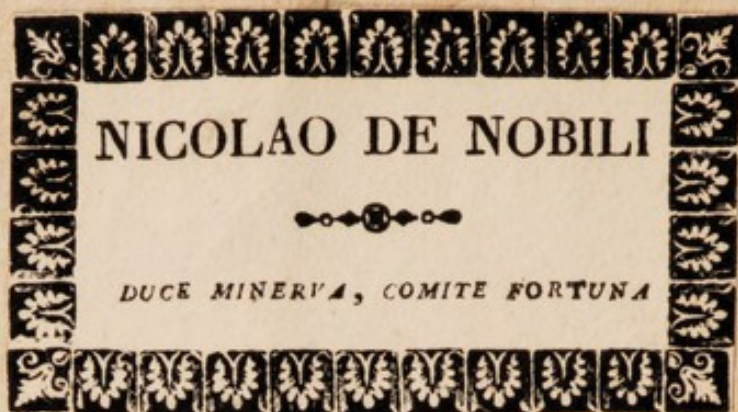 NICOLAO DE NOBILI
DUCE MINERVA, COMITE FORTUNA